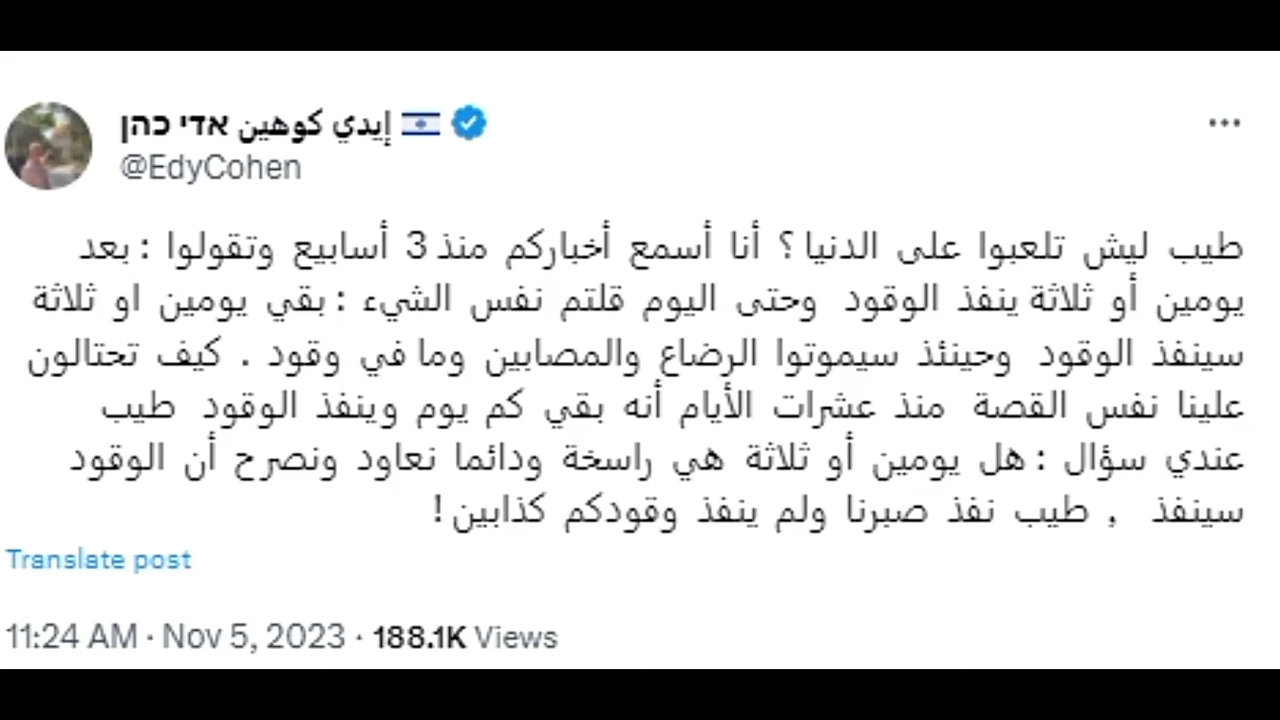 إيدي كوهين אדי כהן
@EdyCohen
طيب ليش تلعبوا على الدنيا ؟ أنا أسمع أخباركم منذ 3 أسابيع وتقولوا : بعد
يومين أو ثلاثة ينفذ الوقود وحتى اليوم قلتم نفس الشيء : بقي يومين او ثلاثة
سينفذ الوقود وحينئذ سيموتوا الرضاع والمصابين وما في وقود . كيف تحتالون
علينا نفس القصة منذ عشرات الأيام أنه بقي كم يوم وينفذ الوقود طيب
عندي سؤال : هل يومين أو ثلاثة هي راسخة ودائما نعاود ونصرح أن الوقود
سينفذ , طيب نفذ صبرنا ولم ينفذ وقودكم كذابين !
Translate post
11:24 AM · Nov 5, 2023 · 188.1K Views